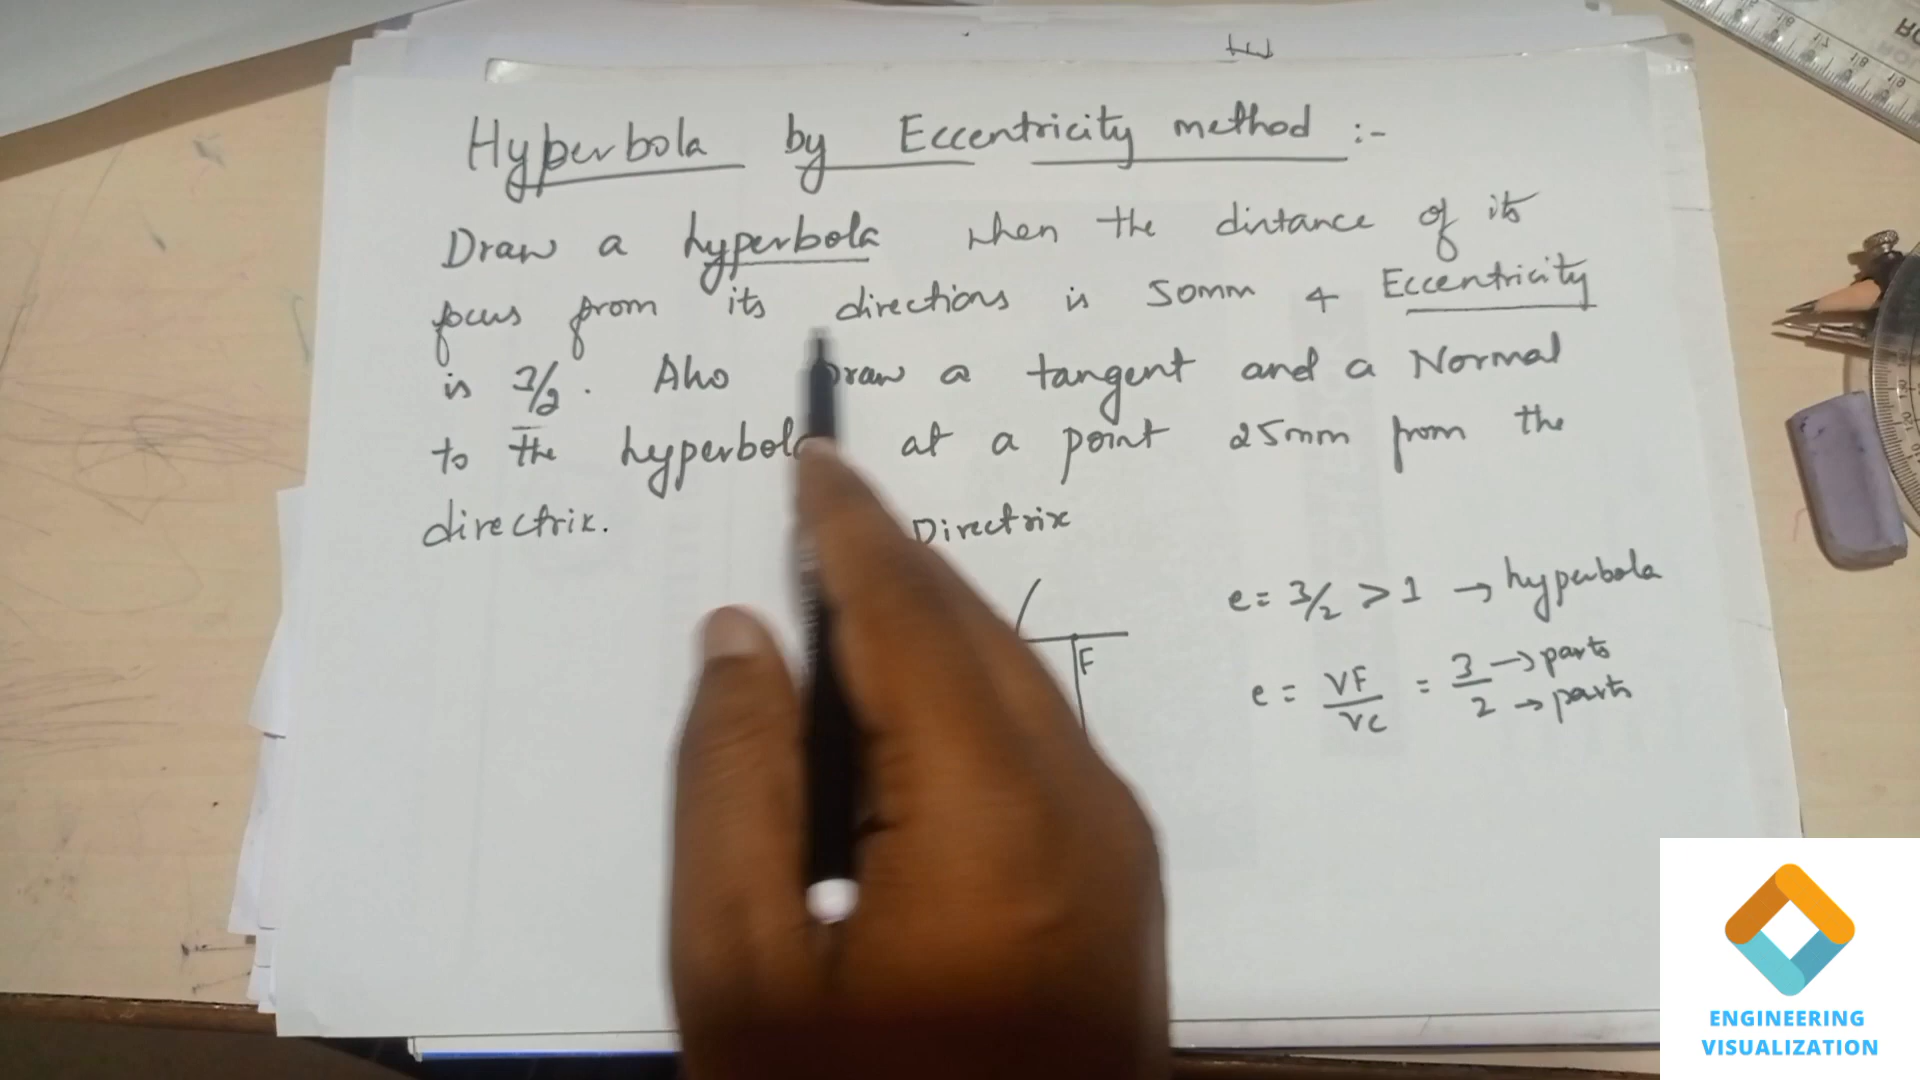 Hyperbola by Eccentricity method :-
Draw a hyperbola when the distance of its
focus from its directions is 50mm & Eccentricity
is 3/2. Also Draw a tangent and a Normal
to the hyperbola at a point 25mm from the
directrix.
Directrix
F
e = 3/2 > 1 → hyperbola
e = VF/VC = 3/2 → parts → parts
ENGINEERING
VISUALIZATION